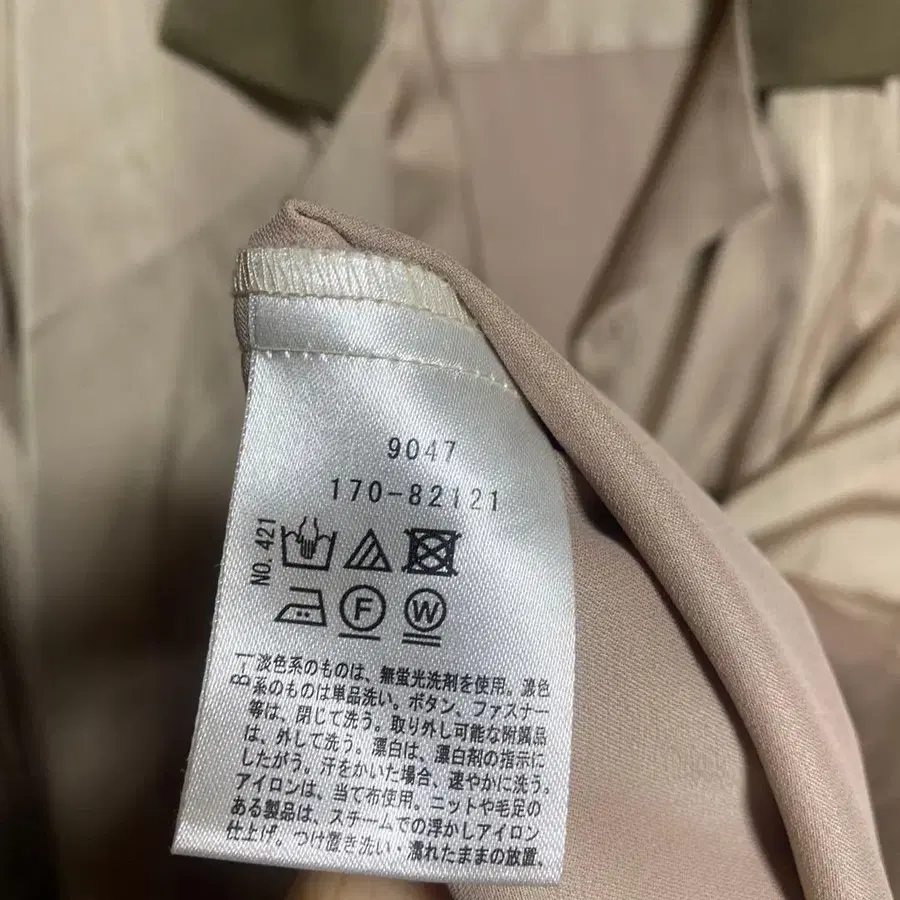 9047
170-82121
NO.421
F W
B-1
淡色系のものは、無蛍光洗剤を使用。濃色
系のものは単品洗い。ボタン、ファスナー
等は、閉じて洗う。取り外し可能な附属品
は、外して洗う。漂白は、漂白剤の指示に
したがう。汗をかいた場合、速やかに洗う。
アイロンは、当て布使用。ニットや毛足の
ある製品は、スチームでの浮かしアイロン
仕上げ。つけ置き洗い・濡れたままの放置、